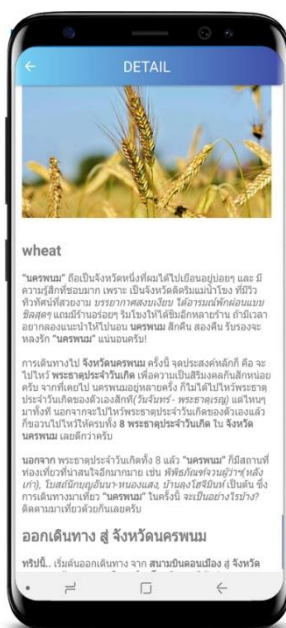 DETAIL
wheat
"นครพนม" ถือเป็นจังหวัดหนึ่งที่ผมได้ไปเยือนอยู่บ่อยๆ และ มี
ความรู้สึกที่ชอบมาก เพราะ เป็นจังหวัดติดริมแม่น้ำโขง ที่มีวิว
ทิวทัศน์ที่สวยงาม บรรยากาศสงบเงียบ ได้อารมณ์พักผ่อนแบบ
ชิลสุดๆ แถมมีร้านอร่อยๆ ริมโขงให้ได้ชิมอีกหลายร้าน ถ้ามีเวลา
อยากลองแนะนำให้ไปนอน นครพนม สักคืน สองคืน รับรองจะ
หลงรัก "นครพนม" แน่นอนครับ!
การเดินทางไป จังหวัดนครพนม ครั้งนี้ จุดประสงค์หลักก็ คือ จะ
ไปไหว้ พระธาตุประจำวันเกิด เพื่อความเป็นสิริมงคลกันสักหน่อย
ครับ จากที่เคยไป นครพนมอยู่หลายครั้ง ก็ไม่ได้ไปไหว้พระธาตุ
ประจำวันเกิดของตัวเองสักที(วันจันทร์ - พระธาตุเรณู) แต่ไหนๆ
มาทั้งที นอกจากจะไปไหว้พระธาตุประจำวันเกิดของตัวเองแล้ว
ก็ขอวนไปไหว้ให้ครบทั้ง 8 พระธาตุประจำวันเกิด ใน จังหวัด
นครพนม เลยดีกว่าครับ
นอกจาก พระธาตุประจำวันเกิดทั้ง 8 แล้ว "นครพนม" ก็มีสถานที่
ท่องเที่ยวที่น่าสนใจอีกมากมาย เช่น พิพิธภัณฑ์จวนผู้ว่าฯ(หลัง
เก่า), โบสถ์นักบุญอันนา-หนองแสง, บ้านลุงโฮจิมินห์ เป็นต้น ซึ่ง
การเดินทางมาเที่ยว "นครพนม" ในครั้งนี้ จะเป็นอย่างไรบ้าง?
ติดตามมาเที่ยวด้วยกันเลยครับ
ออกเดินทาง สู่ จังหวัดนครพนม
ทริปนี้.. เริ่มต้นออกเดินทาง จาก สนามบินดอนเมือง สู่ จังหวัด